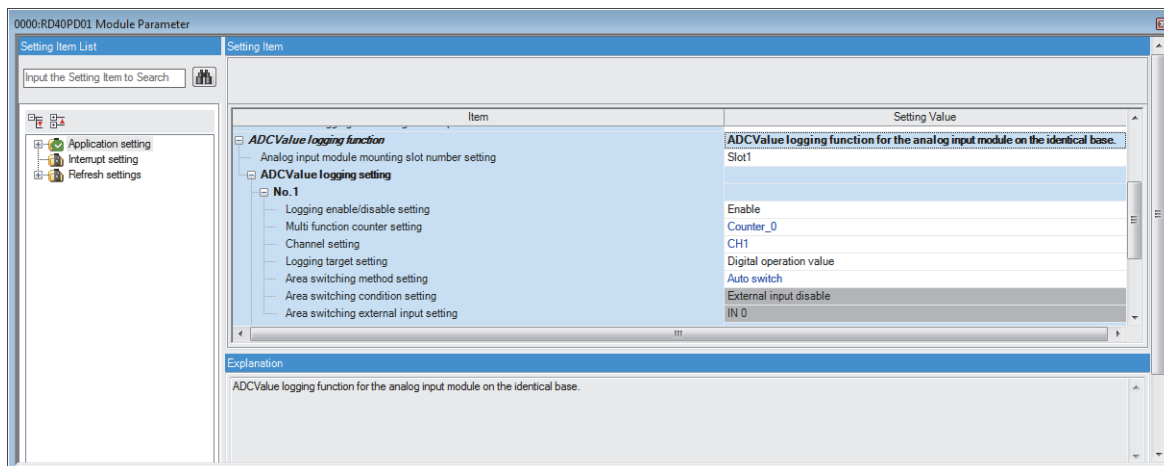 0000:RD40PD01 Module Parameter
Setting Item List
Setting Item
Input the Setting Item to Search
Application setting
Interrupt setting
Refresh settings
Item Setting Value
ADCValue logging function ADCValue logging function for the analog input module on the identical base.
Analog input module mounting slot number setting Slot1
ADCValue logging setting
No.1
Logging enable/disable setting Enable
Multi function counter setting Counter_0
Channel setting CH1
Logging target setting Digital operation value
Area switching method setting Auto switch
Area switching condition setting External input disable
Area switching external input setting IN 0
Explanation
ADCValue logging function for the analog input module on the identical base.